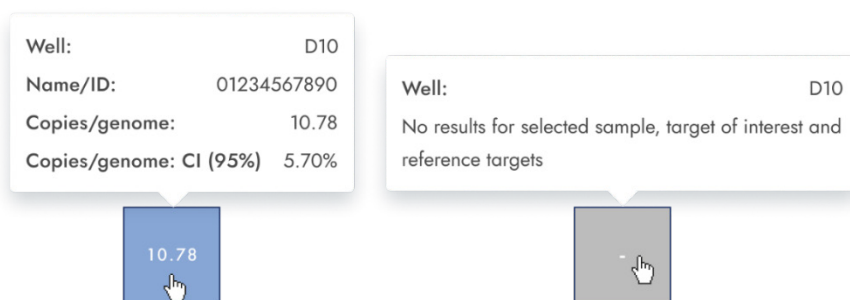 Well: D10
Name/ID: 01234567890
Copies/genome: 10.78
Copies/genome: CI (95%) 5.70%
10.78
Well: D10
No results for selected sample, target of interest and
reference targets
-